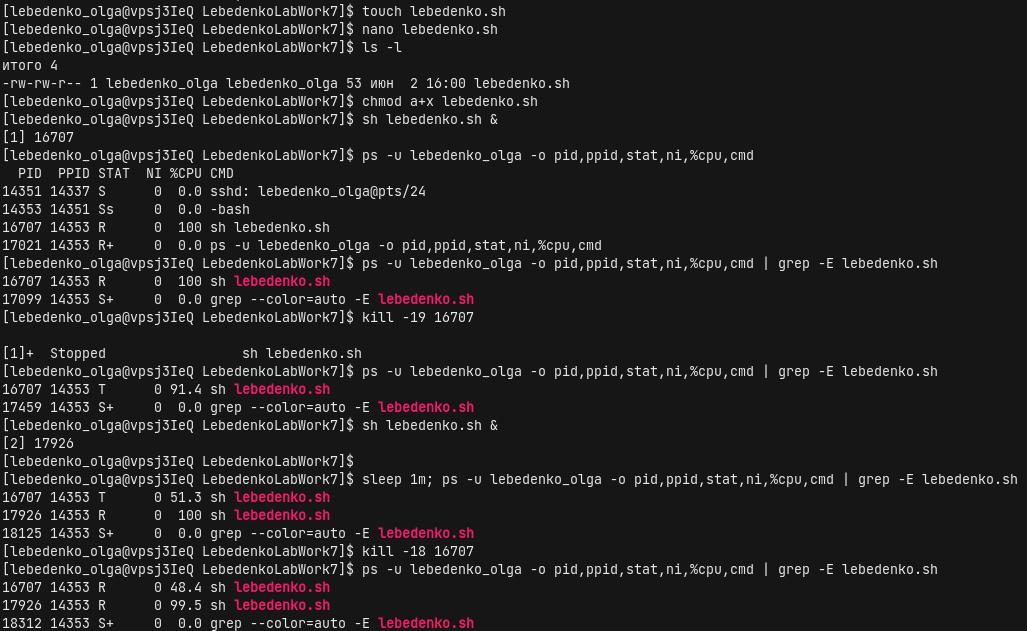 [lebedenko_olga@vpsj3IeQ LebedenkoLabWork7]$ touch lebedenko.sh
[lebedenko_olga@vpsj3IeQ LebedenkoLabWork7]$ nano lebedenko.sh
[lebedenko_olga@vpsj3IeQ LebedenkoLabWork7]$ ls -l
итого 4
-rw-rw-r-- 1 lebedenko_olga lebedenko_olga 53 июн  2 16:00 lebedenko.sh
[lebedenko_olga@vpsj3IeQ LebedenkoLabWork7]$ chmod a+x lebedenko.sh
[lebedenko_olga@vpsj3IeQ LebedenkoLabWork7]$ sh lebedenko.sh &
[1] 16707
[lebedenko_olga@vpsj3IeQ LebedenkoLabWork7]$ ps -u lebedenko_olga -o pid,ppid,stat,ni,%cpu,cmd
  PID  PPID STAT  NI %CPU CMD
14351 14337 S      0  0.0 sshd: lebedenko_olga@pts/24
14353 14351 Ss     0  0.0 -bash
16707 14353 R      0  100 sh lebedenko.sh
17021 14353 R+     0  0.0 ps -u lebedenko_olga -o pid,ppid,stat,ni,%cpu,cmd
[lebedenko_olga@vpsj3IeQ LebedenkoLabWork7]$ ps -u lebedenko_olga -o pid,ppid,stat,ni,%cpu,cmd | grep -E lebedenko.sh
16707 14353 R      0  100 sh lebedenko.sh
17099 14353 S+     0  0.0 grep --color=auto -E lebedenko.sh
[lebedenko_olga@vpsj3IeQ LebedenkoLabWork7]$ kill -19 16707
[1]+  Stopped                 sh lebedenko.sh
[lebedenko_olga@vpsj3IeQ LebedenkoLabWork7]$ ps -u lebedenko_olga -o pid,ppid,stat,ni,%cpu,cmd | grep -E lebedenko.sh
16707 14353 T      0 91.4 sh lebedenko.sh
17459 14353 S+     0  0.0 grep --color=auto -E lebedenko.sh
[lebedenko_olga@vpsj3IeQ LebedenkoLabWork7]$ sh lebedenko.sh &
[2] 17926
[lebedenko_olga@vpsj3IeQ LebedenkoLabWork7]$
[lebedenko_olga@vpsj3IeQ LebedenkoLabWork7]$ sleep 1m; ps -u lebedenko_olga -o pid,ppid,stat,ni,%cpu,cmd | grep -E lebedenko.sh
16707 14353 T      0 51.3 sh lebedenko.sh
17926 14353 R      0  100 sh lebedenko.sh
18125 14353 S+     0  0.0 grep --color=auto -E lebedenko.sh
[lebedenko_olga@vpsj3IeQ LebedenkoLabWork7]$ kill -18 16707
[lebedenko_olga@vpsj3IeQ LebedenkoLabWork7]$ ps -u lebedenko_olga -o pid,ppid,stat,ni,%cpu,cmd | grep -E lebedenko.sh
16707 14353 R      0 48.4 sh lebedenko.sh
17926 14353 R      0 99.5 sh lebedenko.sh
18312 14353 S+     0  0.0 grep --color=auto -E lebedenko.sh